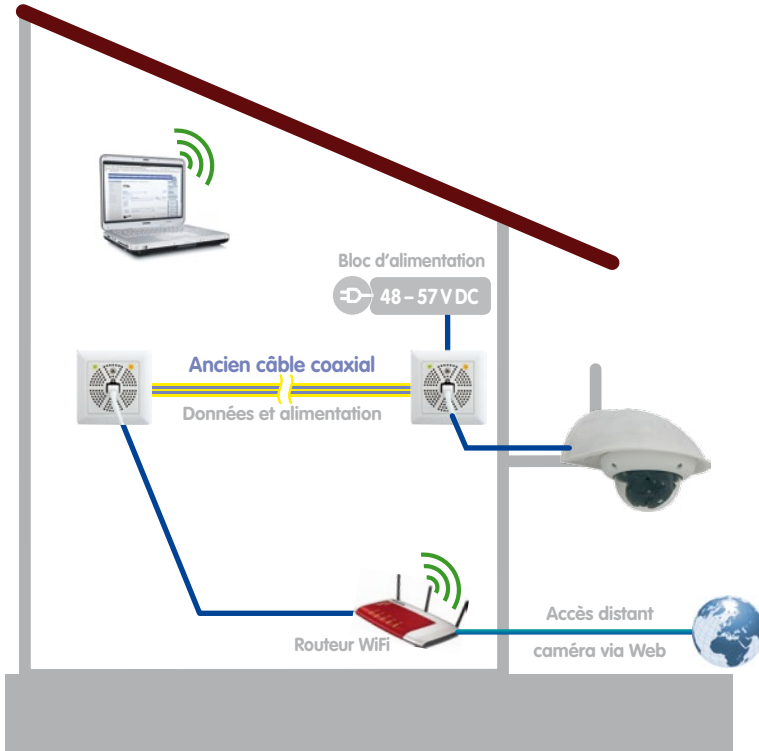 Bloc d'alimentation
48 – 57 V DC
Ancien câble coaxial
Données et alimentation
Routeur WiFi
Accès distant
caméra via Web